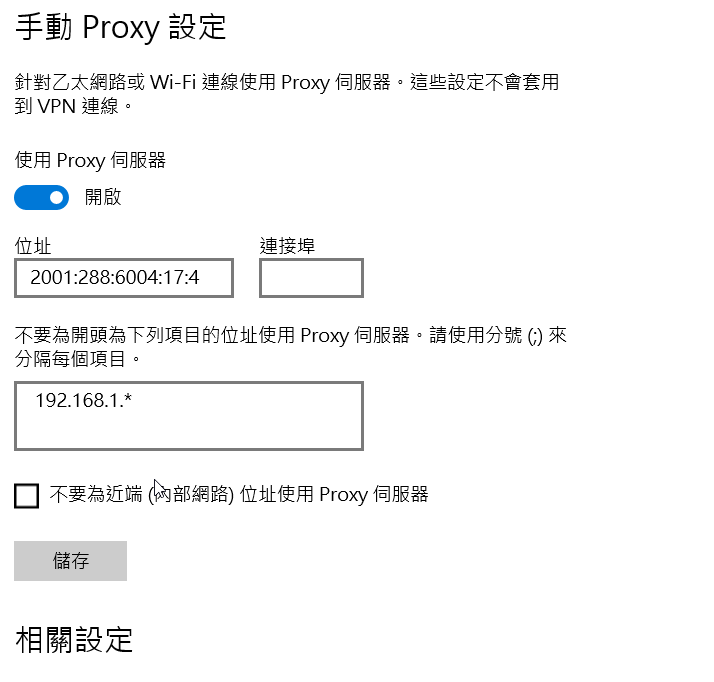 手動 Proxy 設定
針對乙太網路或 Wi-Fi 連線使用 Proxy 伺服器。這些設定不會套用
到 VPN 連線。
使用 Proxy 伺服器
開啟
位址 連接埠
2001:288:6004:17:4
不要為開頭為下列項目的位址使用 Proxy 伺服器。請使用分號 (;) 來
分隔每個項目。
192.168.1.*
不要為近端 (內部網路) 位址使用 Proxy 伺服器
儲存
相關設定